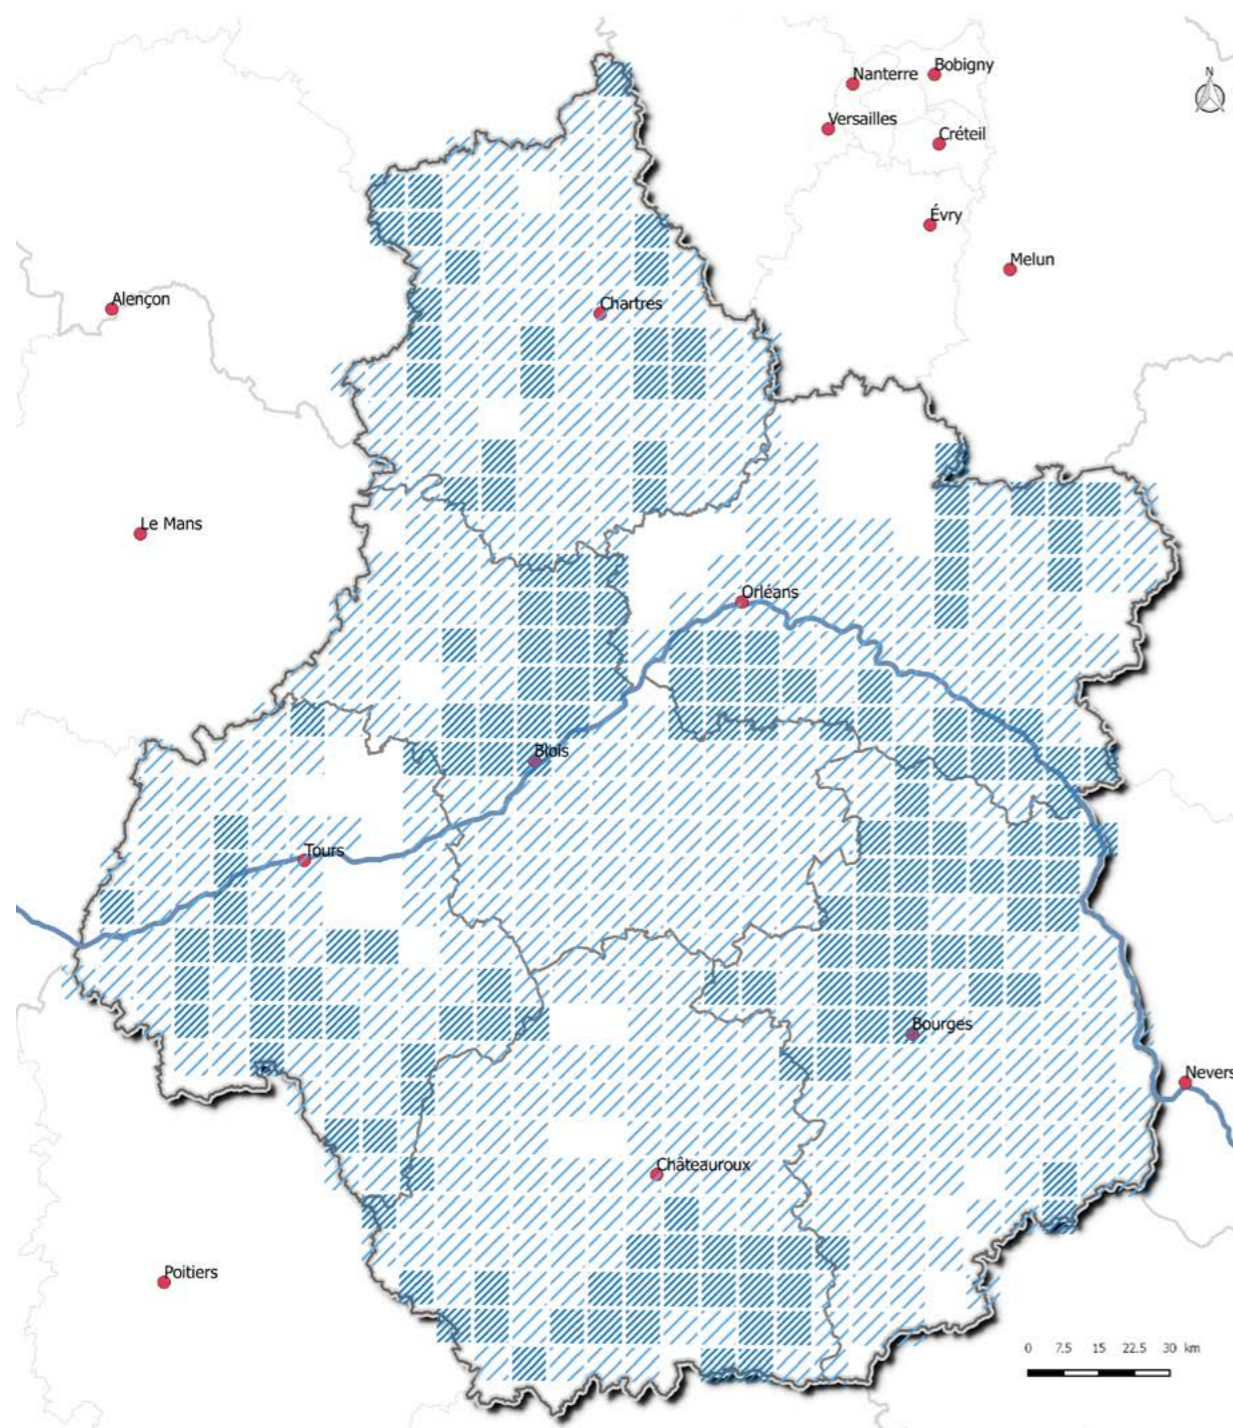 Nanterre
Bobigny
N
Versailles
Créteil
Évry
Melun
Alençon
Chartres
Le Mans
Orléans
Blois
Tours
Bourges
Nevers
Châteauroux
Poitiers
0 7.5 15 22.5 30 km